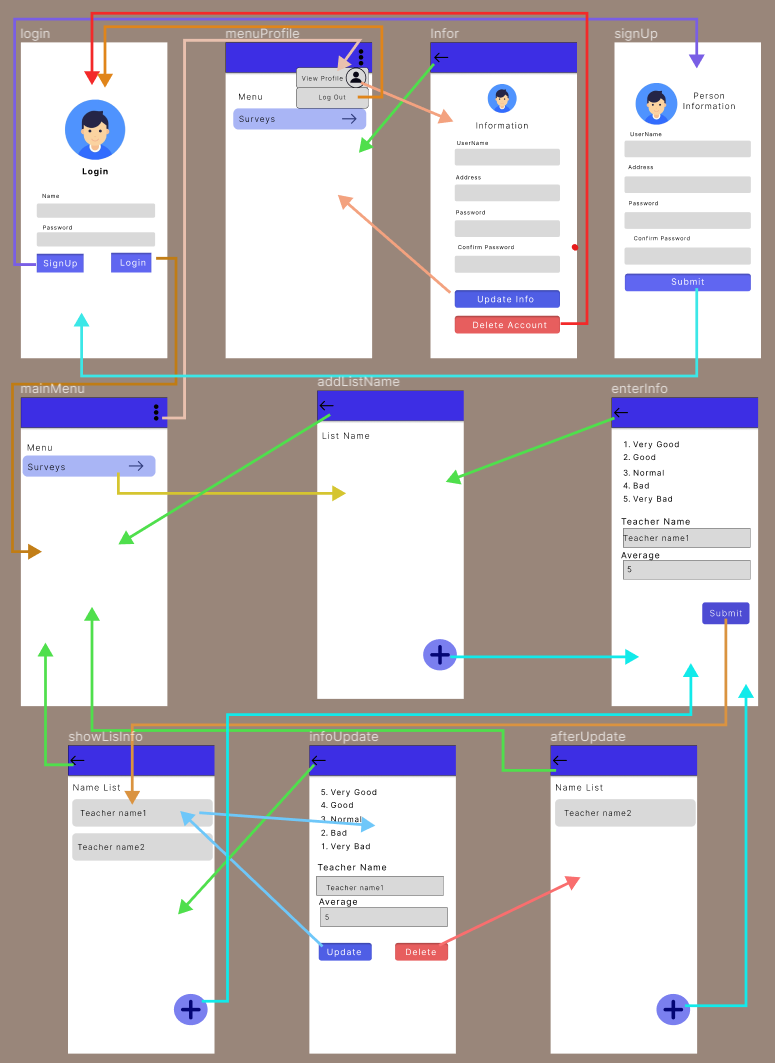 login
menuProfile
Infor
signUp
Login
Name
Password
SignUp
Login
View Profile
Log Out
Menu
Surveys
Information
UserName
Address
Password
Confirm Password
Update Info
Delete Account
Person
Information
UserName
Address
Password
Confirm Password
Submit
mainMenu
addListName
enterInfo
Menu
Surveys
List Name
1. Very Good
2. Good
3. Normal
4. Bad
5. Very Bad
Teacher Name
Teacher name1
Average
5
Submit
showLisInfo
infoUpdate
afterUpdate
Name List
Teacher name1
Teacher name2
5. Very Good
4. Good
3. Normal
2. Bad
1. Very Bad
Teacher Name
Teacher name1
Average
5
Update
Delete
Name List
Teacher name2